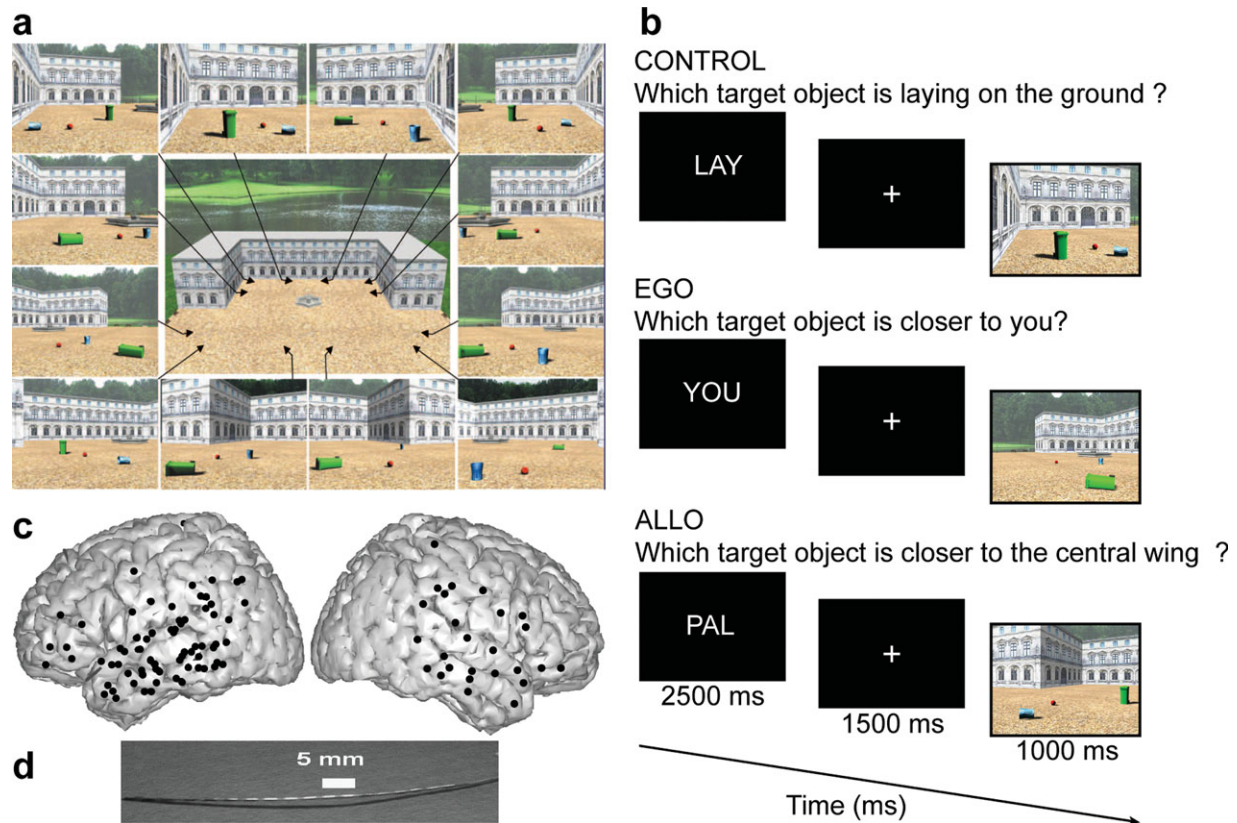 a
b
CONTROL
Which target object is laying on the ground ?
LAY
+
EGO
Which target object is closer to you?
YOU
+
ALLO
Which target object is closer to the central wing ?
PAL
+
2500 ms
1500 ms
1000 ms
Time (ms)
c
d
5 mm